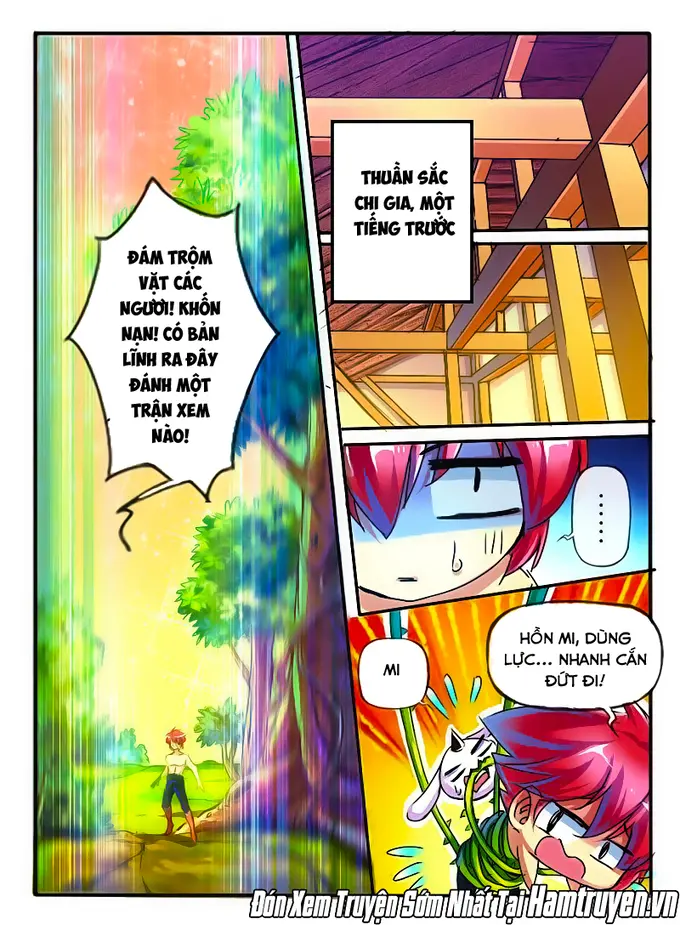 THUẦN SẮC
CHI GIA, MỘT
TIẾNG TRƯỚC
......
HỒN MI, DÙNG
LỰC... NHANH CẮN
ĐỨT ĐI!
MI
ĐÁM TRỘM
VẶT CÁC
NGƯƠI! KHỐN
NẠN! CÓ BẢN
LĨNH RA ĐÂY
ĐÁNH MỘT
TRẬN XEM
NÀO!
Đón Xem Truyện Sớm Nhất Tại Hamtruyen.vn